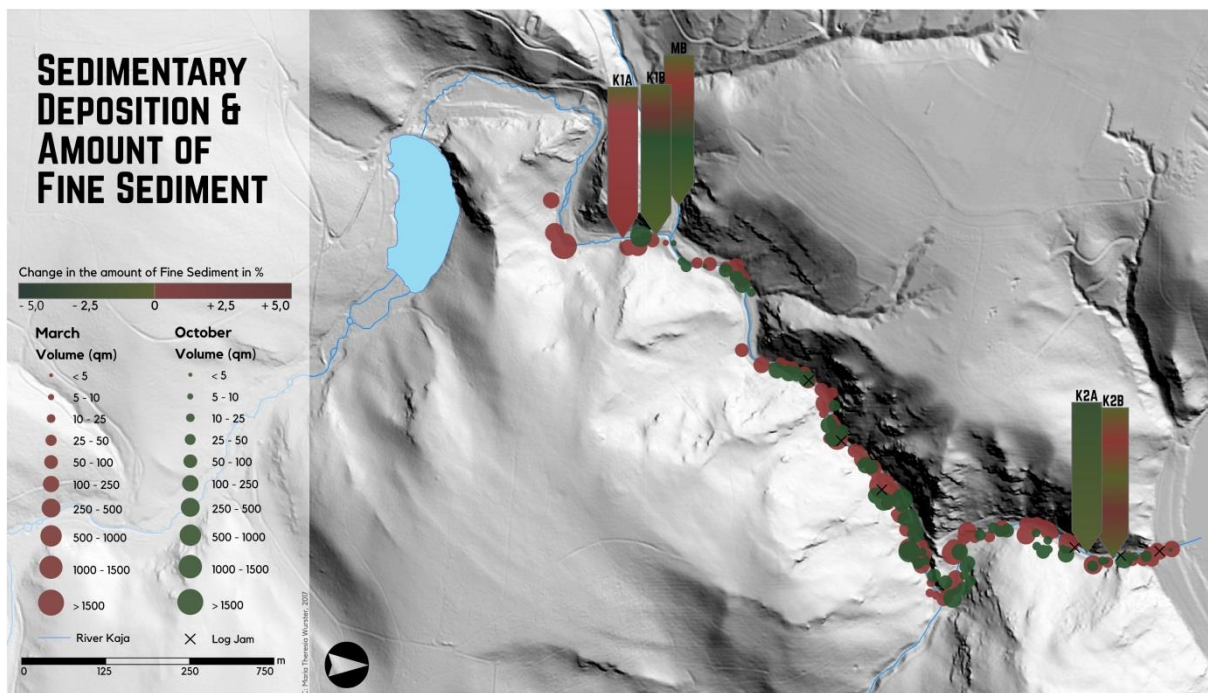 SEDIMENTARY
DEPOSITION &
AMOUNT OF
FINE SEDIMENT
Change in the amount of Fine Sediment in %
- 5,0 - 2,5 0 + 2,5 + 5,0
March October
Volume (qm) Volume (qm)
< 5 < 5
5 - 10 5 - 10
10 - 25 10 - 25
25 - 50 25 - 50
50 - 100 50 - 100
100 - 250 100 - 250
250 - 500 250 - 500
500 - 1000 500 - 1000
1000 - 1500 1000 - 1500
> 1500 > 1500
River Kaja Log Jam
0 125 250 750 m
C: Maria Theresia Wurster, 2017
K1A
K1B
MB
K2A
K2B